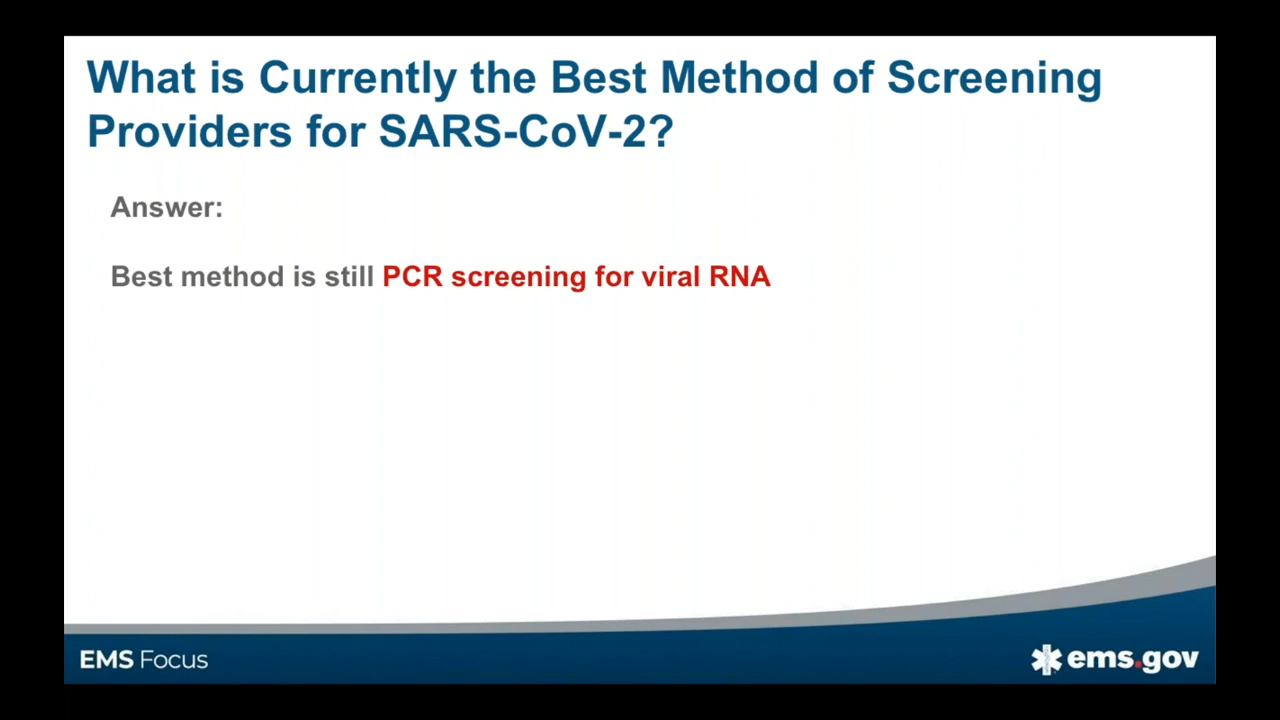 What is Currently the Best Method of Screening
Providers for SARS-CoV-2?
Answer:
Best method is still PCR screening for viral RNA
EMS Focus
ems.gov